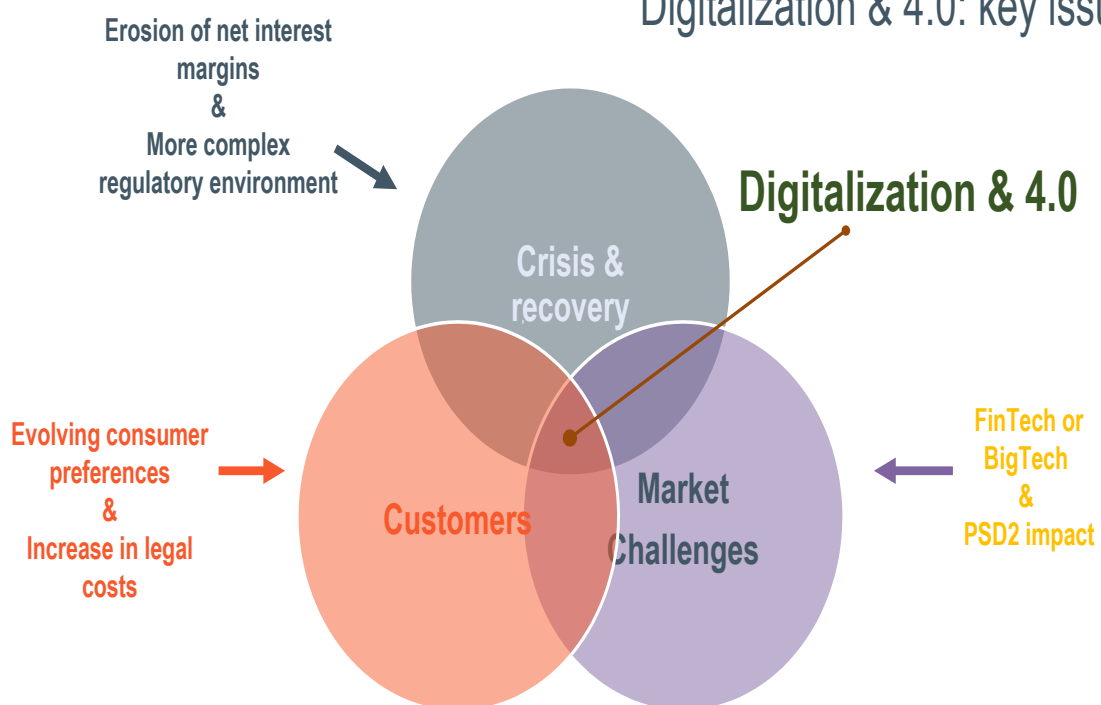 Digitalization & 4.0: key issu
Erosion of net interest
margins
&
More complex
regulatory environment
Digitalization & 4.0
Crisis &
recovery
Evolving consumer
preferences
&
Increase in legal
costs
Customers
Market
Challenges
FinTech or
BigTech
&
PSD2 impact